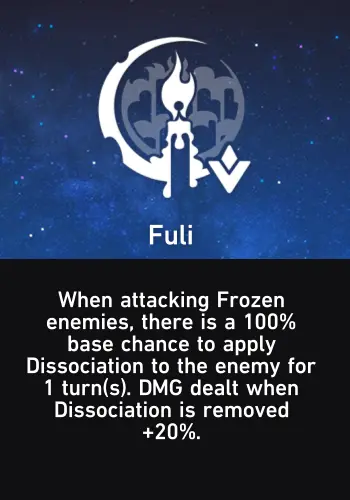 Fuli
When attacking Frozen
enemies, there is a 100%
base chance to apply
Dissociation to the enemy for
1 turn(s). DMG dealt when
Dissociation is removed
+20%.